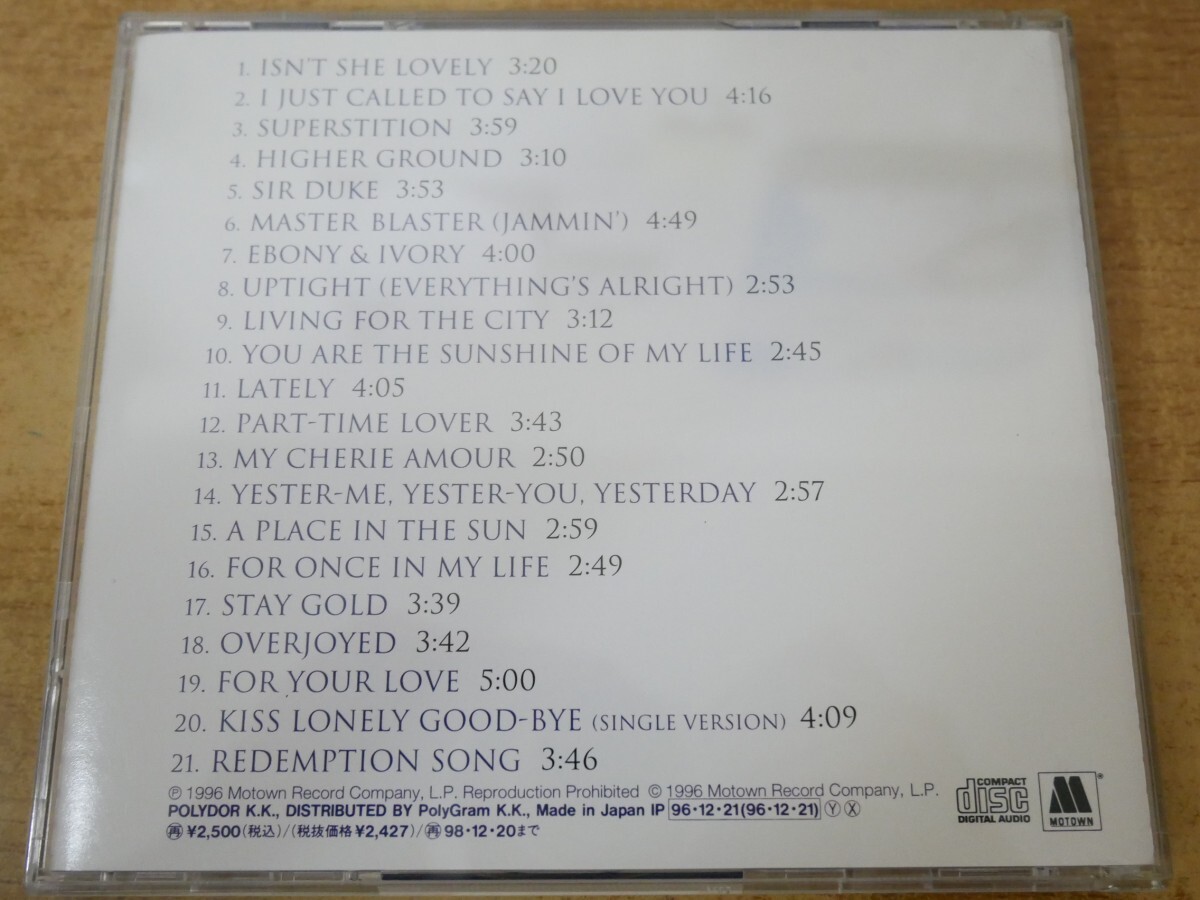 1. ISN'T SHE LOVELY 3:20
2. I JUST CALLED TO SAY I LOVE YOU 4:16
3. SUPERSTITION 3:59
4. HIGHER GROUND 3:10
5. SIR DUKE 3:53
6. MASTER BLASTER (JAMMIN') 4:49
7. EBONY & IVORY 4:00
8. UPTIGHT (EVERYTHING'S ALRIGHT) 2:53
9. LIVING FOR THE CITY 3:12
10. YOU ARE THE SUNSHINE OF MY LIFE 2:45
11. LATELY 4:05
12. PART-TIME LOVER 3:43
13. MY CHERIE AMOUR 2:50
14. YESTER-ME, YESTER-YOU, YESTERDAY 2:57
15. A PLACE IN THE SUN 2:59
16. FOR ONCE IN MY LIFE 2:49
17. STAY GOLD 3:39
18. OVERJOYED 3:42
19. FOR YOUR LOVE 5:00
20. KISS LONELY GOOD-BYE (SINGLE VERSION) 4:09
21. REDEMPTION SONG 3:46
℗ 1996 Motown Record Company, L.P. Reproduction Prohibited © 1996 Motown Record Company, L.P.
POLYDOR K.K., DISTRIBUTED BY PolyGram K.K., Made in Japan IP 96・12・21(96・12・21) Ⓨ Ⓧ
㊢¥2,500(税込)/(税抜価格¥2,427)/㊢98・12・20まで
COMPACT
disc
DIGITAL AUDIO
M
MOTOWN